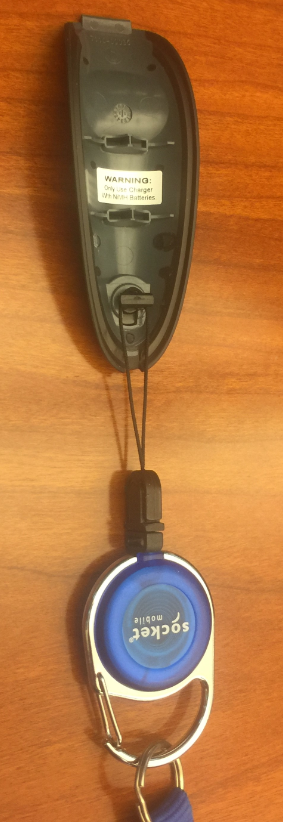 WARNING:
Only Use Charger
With NiMH Batteries
socket
mobile